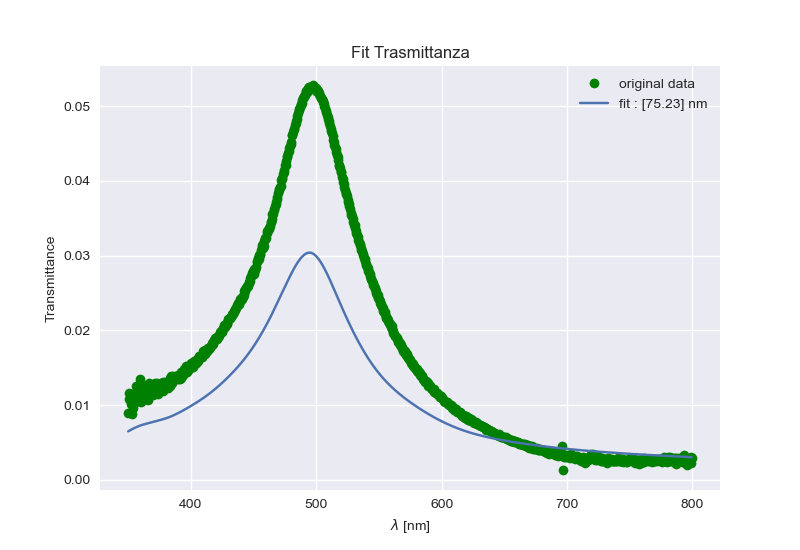 Fit Trasmittanza
original data
fit : [75.23] nm
0.05
0.04
0.03
0.02
0.01
0.00
Transmittance
400
500
600
700
800
λ [nm]